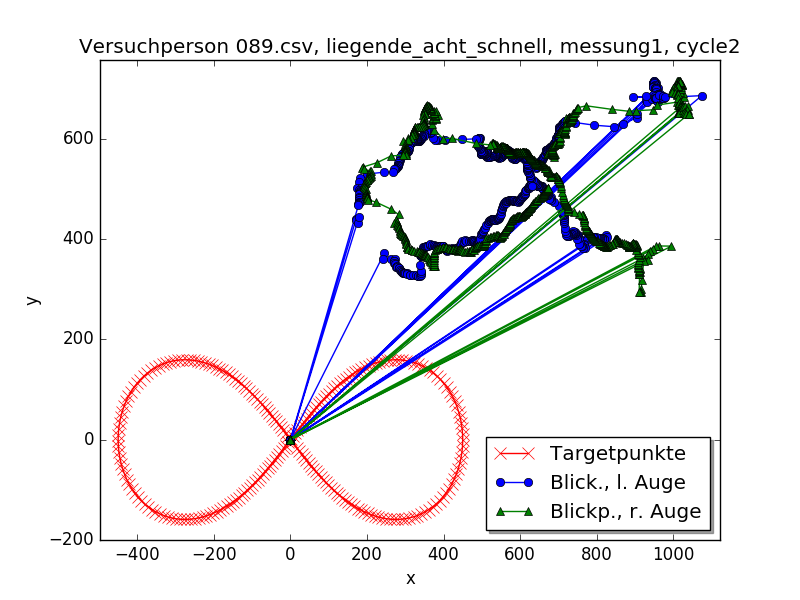 Versuchperson 089.csv, liegende_acht_schnell, messung1, cycle2
y
600
400
200
0
−200
−400
−200
0
200
400
600
800
1000
x
Targetpunkte
Blick., l. Auge
Blickp., r. Auge